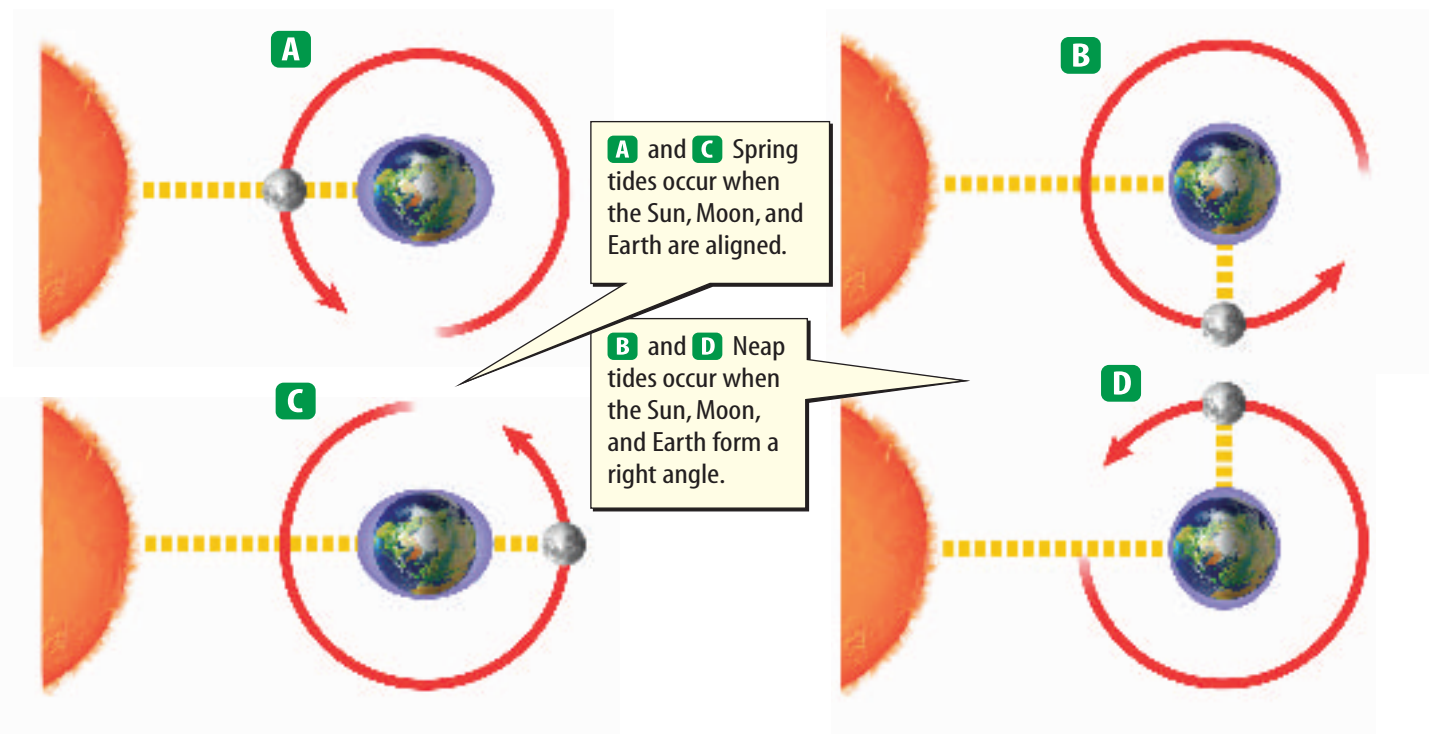 A
B
A and C Spring
tides occur when
the Sun, Moon, and
Earth are aligned.
B and D Neap
tides occur when
the Sun, Moon,
and Earth form a
right angle.
C
D